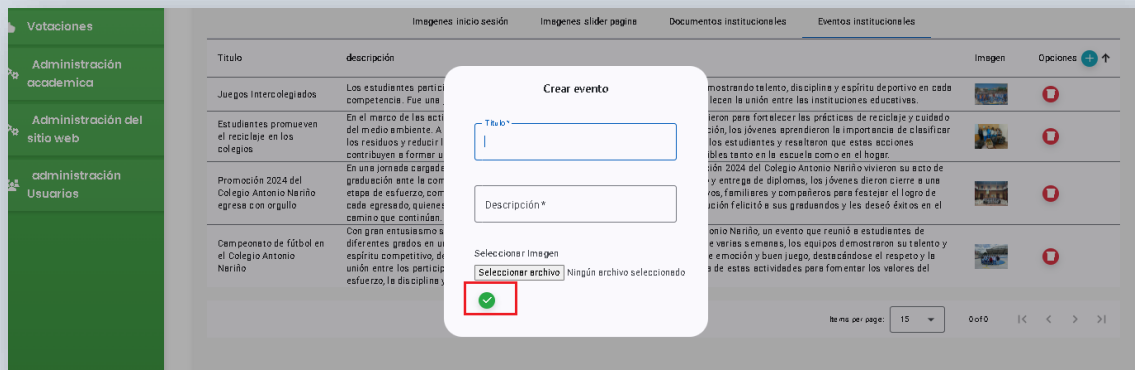 Votaciones
Administración
academica
Administración del
sitio web
administración
Usuarios
Imagenes inicio sesión Imagenes slider pagina Documentos institucionales Eventos institucionales
Titulo descripción Imagen Opciones
Juegos Intercolegiados
Los estudiantes partici mostrando talento, disciplina y espíritu deportivo en cada
competencia. Fue una lecen la unión entre las instituciones educativas.
Estudiantes promueven
el reciclaje en los
colegios
En el marco de las acti ieron para fortalecer las prácticas de reciclaje y cuidado
del medio ambiente. A ción, los jóvenes aprendieron la importancia de clasificar
los residuos y reducir l los estudiantes y resaltaron que estas acciones
contribuyen a formar u bles tanto en la escuela como en el hogar.
Promoción 2024 del
Colegio Antonio Nariño
egresa con orgullo
En una jornada cargada ción 2024 del Colegio Antonio Nariño vivieron su acto de
graduación ante la com y entrega de diplomas, los jóvenes dieron cierre a una
etapa de esfuerzo, com os, familiares y compañeros para festejar el logro de
cada egresado, quienes ución felicitó a sus graduandos y les deseó éxitos en el
camino que continúan.
Campeonato de fútbol en
el Colegio Antonio
Nariño
Con gran entusiasmo s onio Nariño, un evento que reunió a estudiantes de
diferentes grados en u e varias semanas, los equipos demostraron su talento y
espíritu competitivo, de e emoción y buen juego, destacándose el respeto y la
unión entre los particip a de estas actividades para fomentar los valores del
esfuerzo, la disciplina y
Crear evento
Titulo*
Descripción*
Seleccionar Imagen
Seleccionar archivo Ningún archivo seleccionado
Items per page: 15 0 of 0